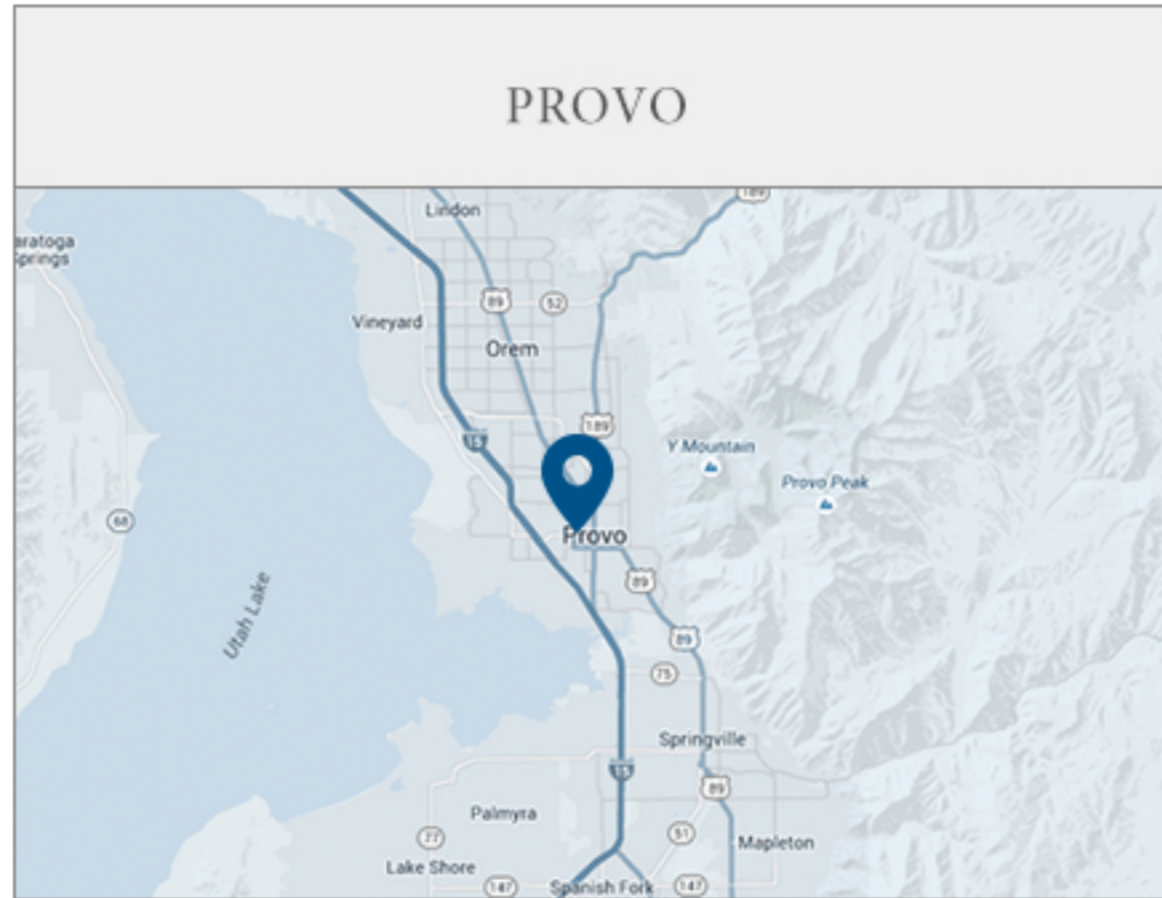 PROVO
189
Lindon
aratoga
Springs
89
52
Vineyard
Orem
189
15
Y Mountain
Provo Peak
68
Provo
89
Utah Lake
89
75
Springville
15
89
Palmyra
51
77
Mapleton
Lake Shore
147
Spanish Fork
147